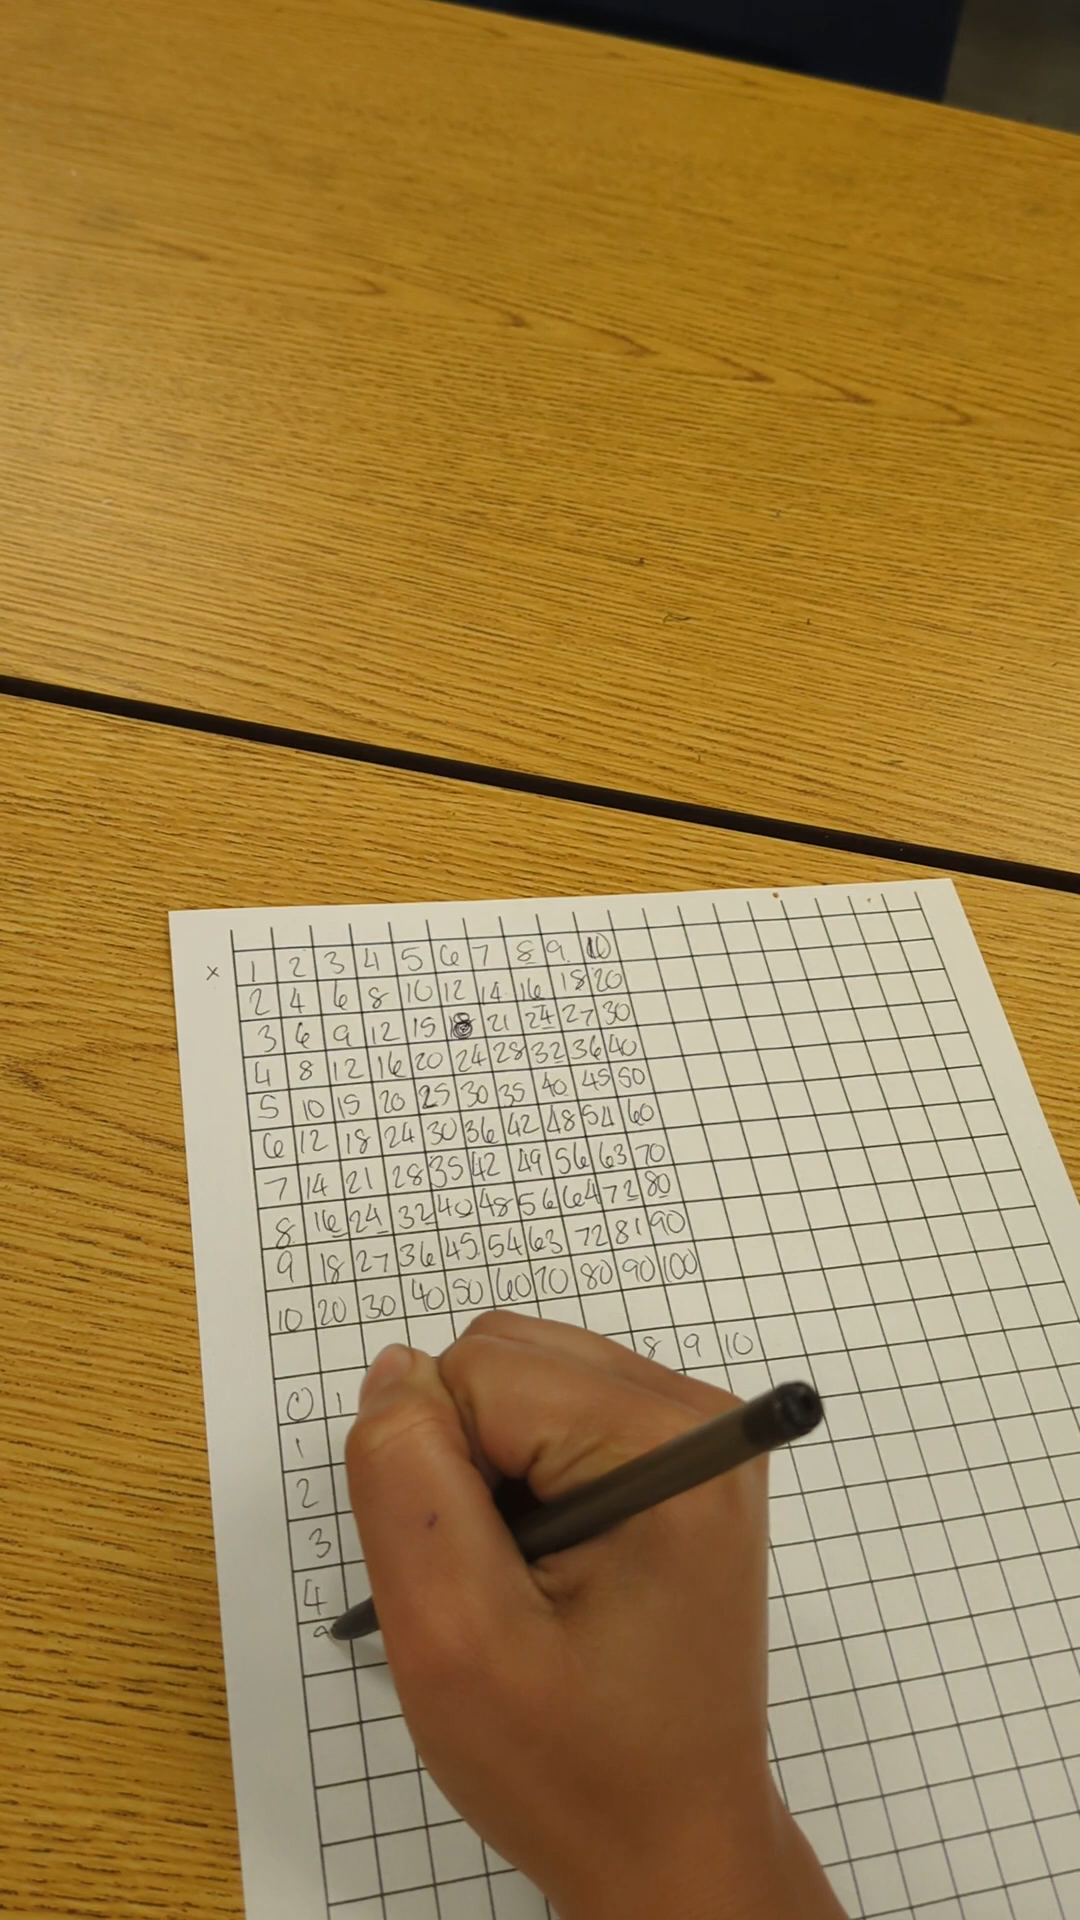 × 1 2 3 4 5 6 7 8 9 10
2 4 6 8 10 12 14 16 18 20
3 6 9 12 15 18 21 24 27 30
4 8 12 16 20 24 28 32 36 40
5 10 15 20 25 30 35 40 45 50
6 12 18 24 30 36 42 48 54 60
7 14 21 28 35 42 49 56 63 70
8 16 24 32 40 48 56 64 72 80
9 18 27 36 45 54 63 72 81 90
10 20 30 40 50 60 70 80 90 100
8 9 10
0 1
1
2
3
4